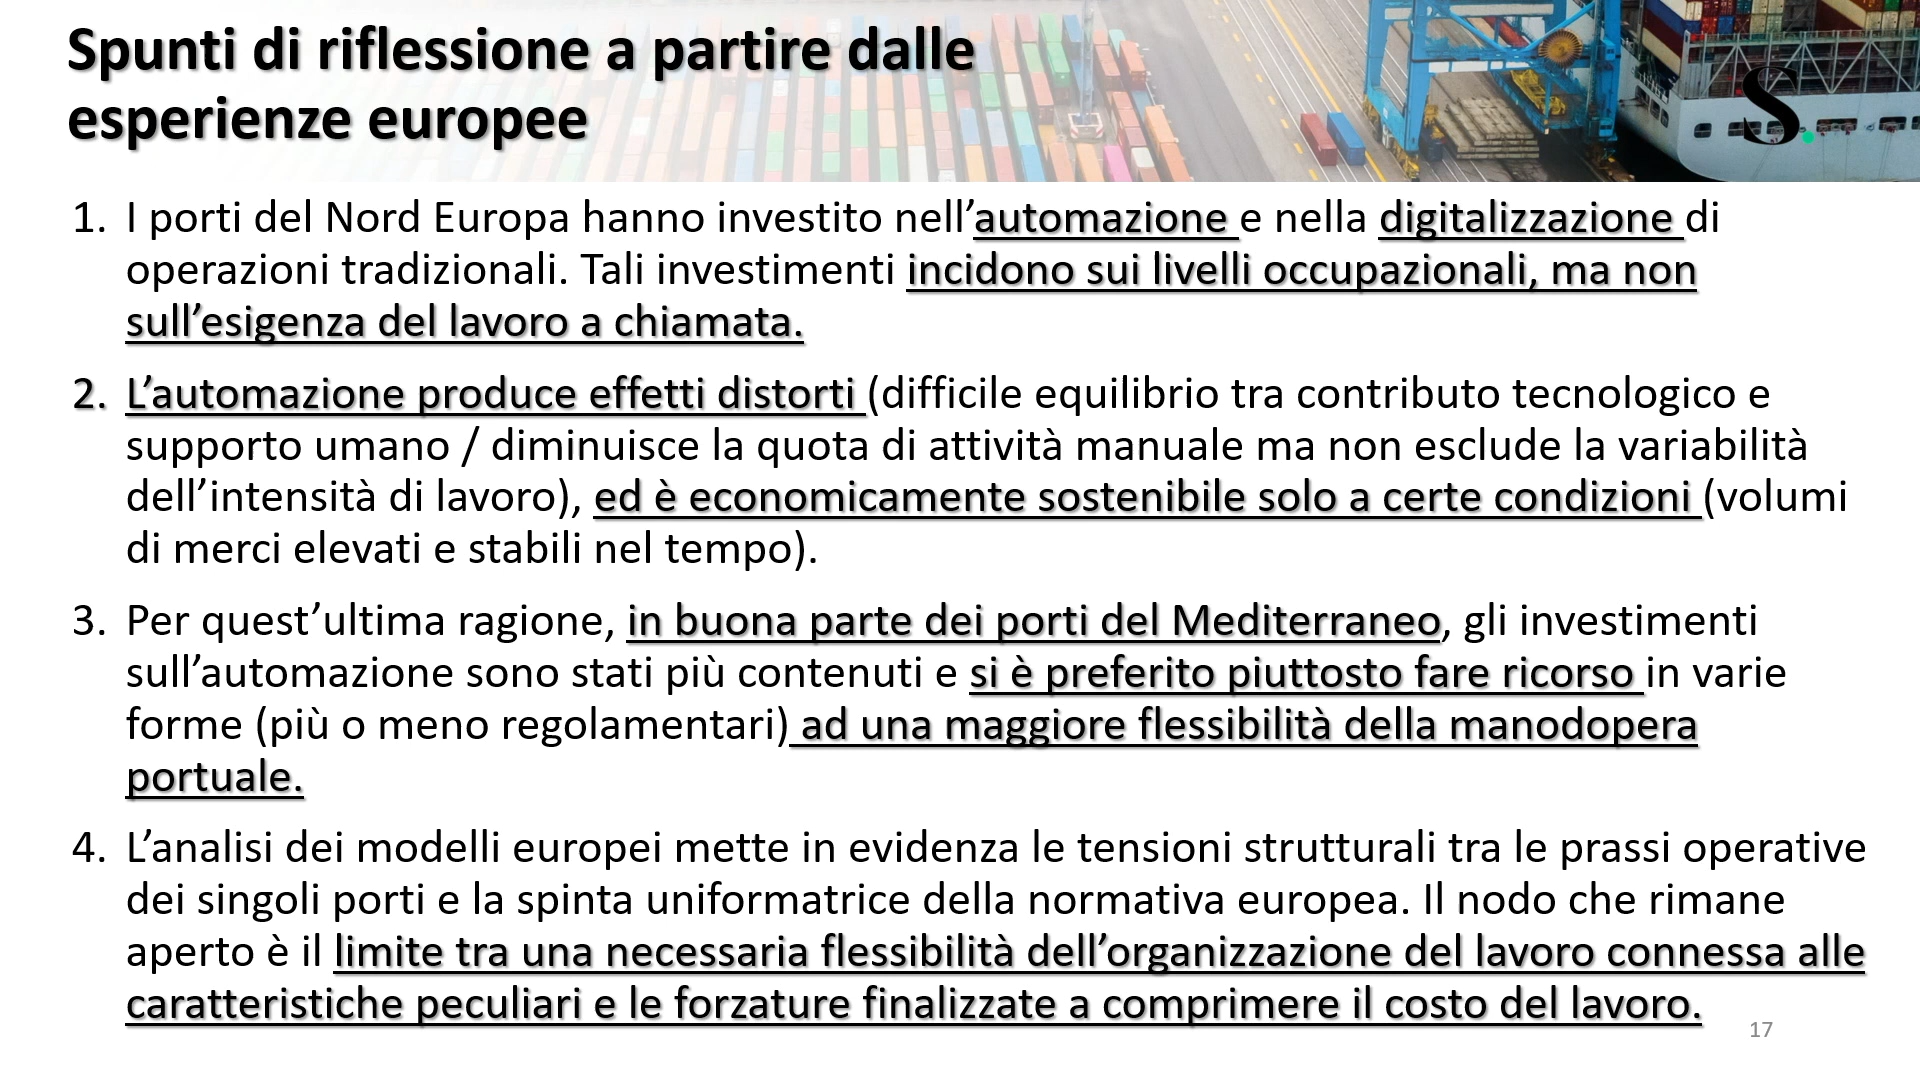 Spunti di riflessione a partire dalle
esperienze europee
S.
1. I porti del Nord Europa hanno investito nell’automazione e nella digitalizzazione di
operazioni tradizionali. Tali investimenti incidono sui livelli occupazionali, ma non
sull’esigenza del lavoro a chiamata.
2. L’automazione produce effetti distorti (difficile equilibrio tra contributo tecnologico e
supporto umano / diminuisce la quota di attività manuale ma non esclude la variabilità
dell’intensità di lavoro), ed è economicamente sostenibile solo a certe condizioni (volumi
di merci elevati e stabili nel tempo).
3. Per quest’ultima ragione, in buona parte dei porti del Mediterraneo, gli investimenti
sull’automazione sono stati più contenuti e si è preferito piuttosto fare ricorso in varie
forme (più o meno regolamentari) ad una maggiore flessibilità della manodopera
portuale.
4. L’analisi dei modelli europei mette in evidenza le tensioni strutturali tra le prassi operative
dei singoli porti e la spinta uniformatrice della normativa europea. Il nodo che rimane
aperto è il limite tra una necessaria flessibilità dell’organizzazione del lavoro connessa alle
caratteristiche peculiari e le forzature finalizzate a comprimere il costo del lavoro.
17